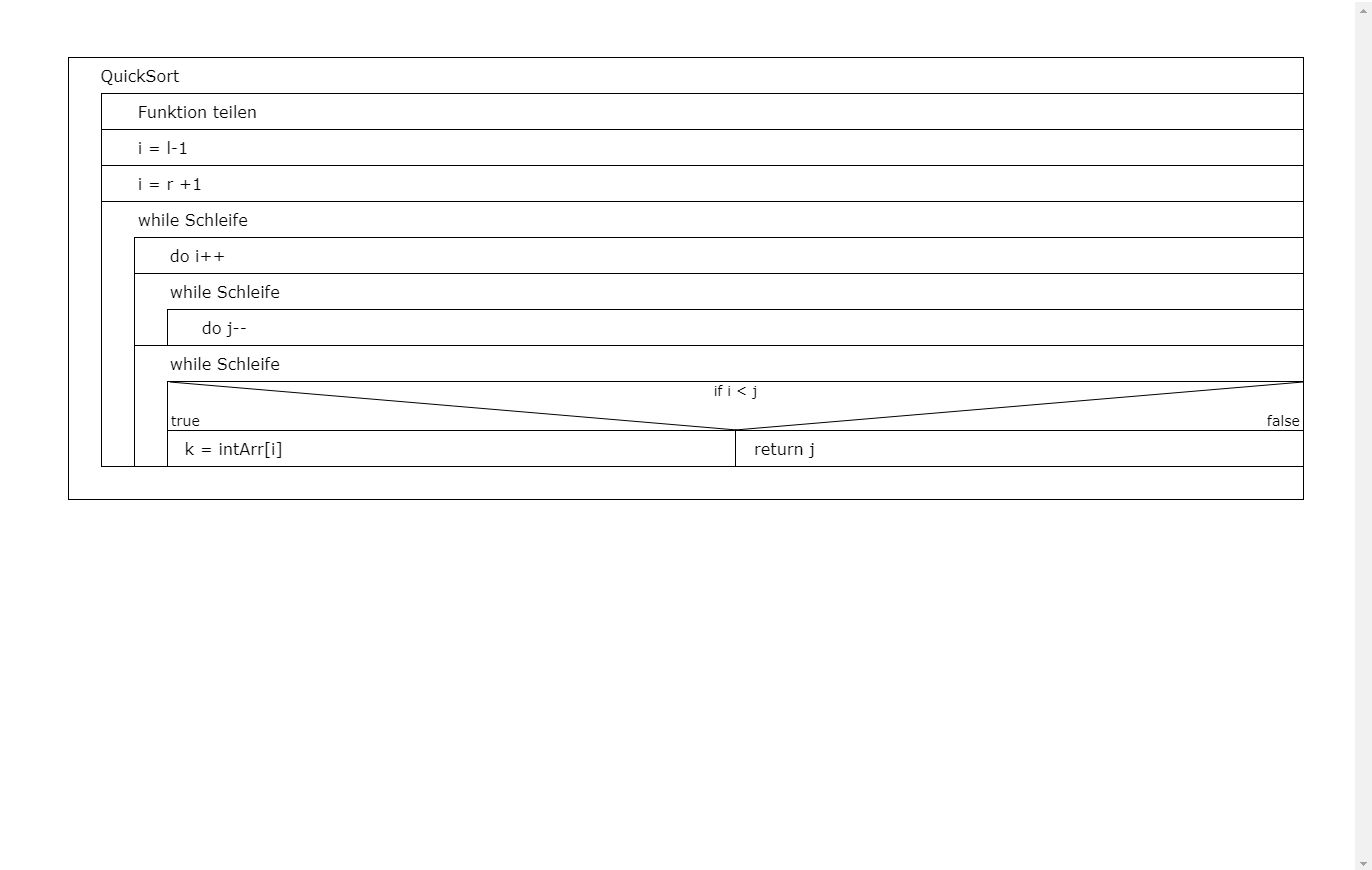 QuickSort
Funktion teilen
i = l-1
i = r +1
while Schleife
do i++
while Schleife
do j--
while Schleife
if i < j
true
false
k = intArr[i]
return j